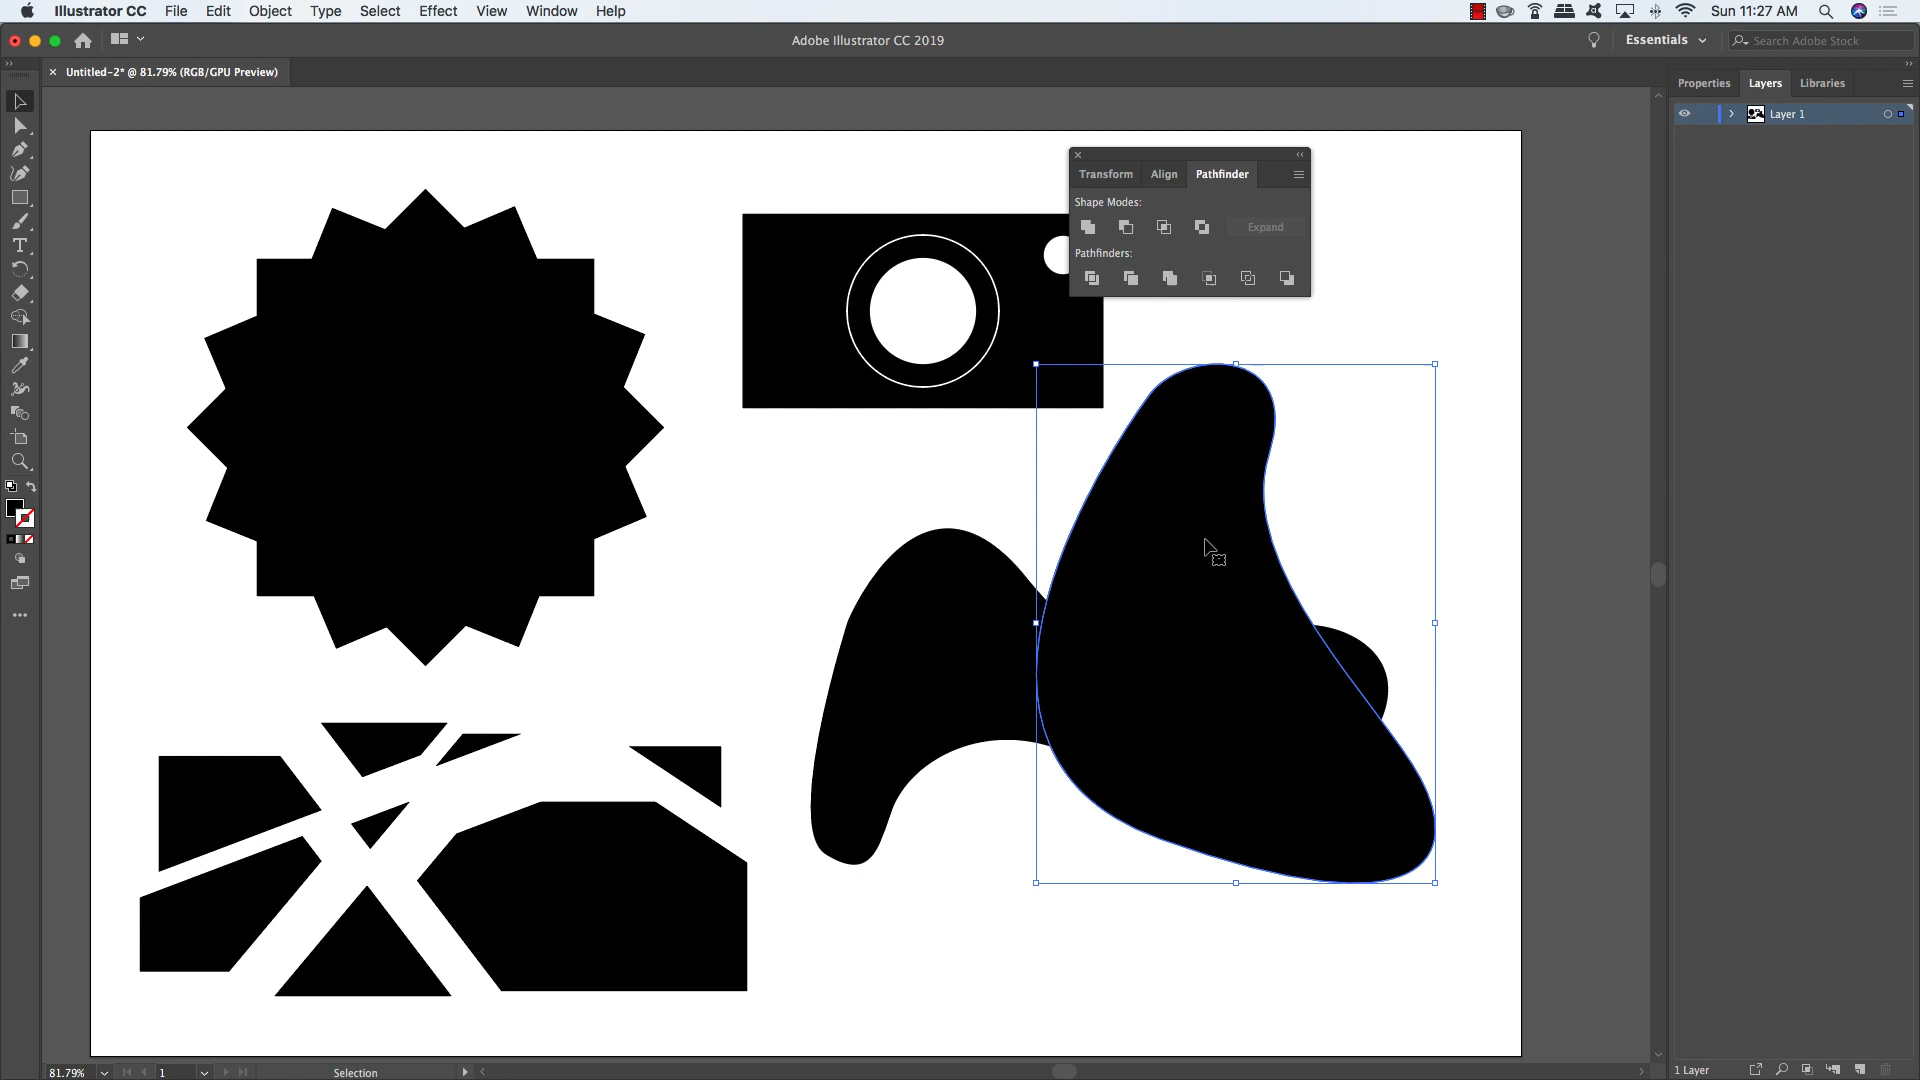 Illustrator CC File Edit Object Type Select Effect View Window Help Sun 11:27 AM
Adobe Illustrator CC 2019 Essentials Search Adobe Stock
Untitled-2* @ 81.79% (RGB/GPU Preview)
Properties Layers Libraries
Layer 1
Transform Align Pathfinder
Shape Modes:
Expand
Pathfinders:
81.79% 1 Selection 1 Layer